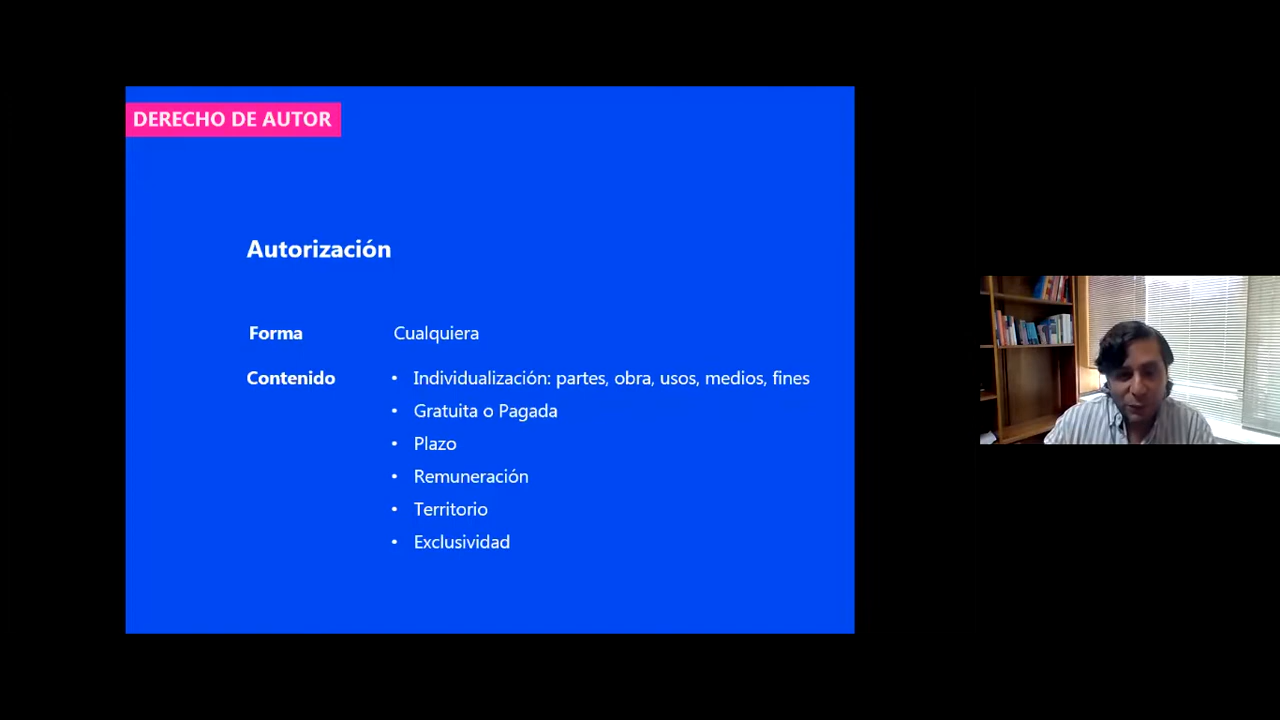 DERECHO DE AUTOR
Autorización
Forma Cualquiera
Contenido • Individualización: partes, obra, usos, medios, fines
• Gratuita o Pagada
• Plazo
• Remuneración
• Territorio
• Exclusividad